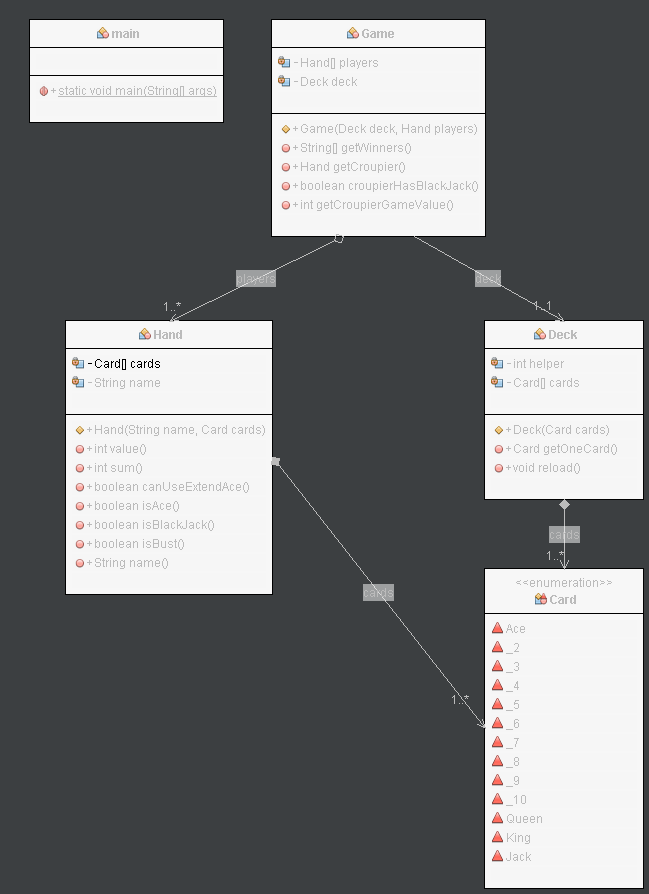 main
+ static void main(String[] args)
Game
- Hand[] players
- Deck deck
+ Game(Deck deck, Hand players)
+ String[] getWinners()
+ Hand getCroupier()
+ boolean croupierHasBlackJack()
+ int getCroupierGameValue()
players
deck
1..*
1..1
Hand
- Card[] cards
- String name
+ Hand(String name, Card cards)
+ int value()
+ int sum()
+ boolean canUseExtendAce()
+ boolean isAce()
+ boolean isBlackJack()
+ boolean isBust()
+ String name()
Deck
- int helper
- Card[] cards
+ Deck(Card cards)
+ Card getOneCard()
+ void reload()
cards
1..*
cards
1..*
<<enumeration>>
Card
Ace
_2
_3
_4
_5
_6
_7
_8
_9
_10
Queen
King
Jack